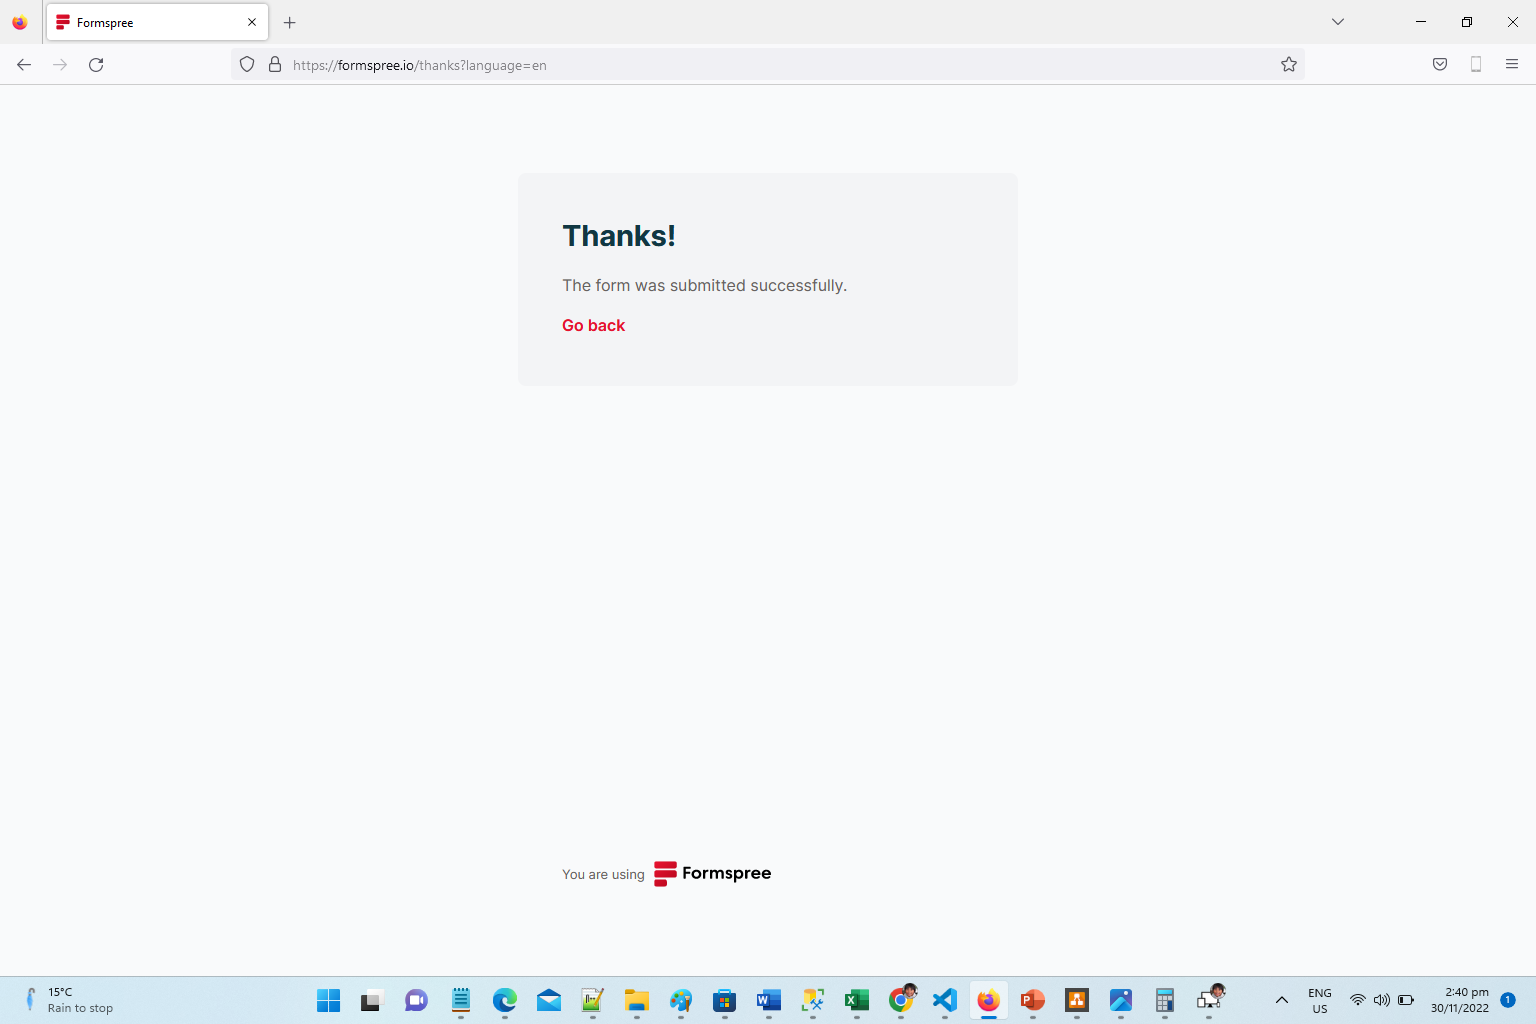 Formspree
https://formspree.io/thanks?language=en
Thanks!
The form was submitted successfully.
Go back
You are using Formspree
15°C
Rain to stop
ENG
US
2:40 pm
30/11/2022
1